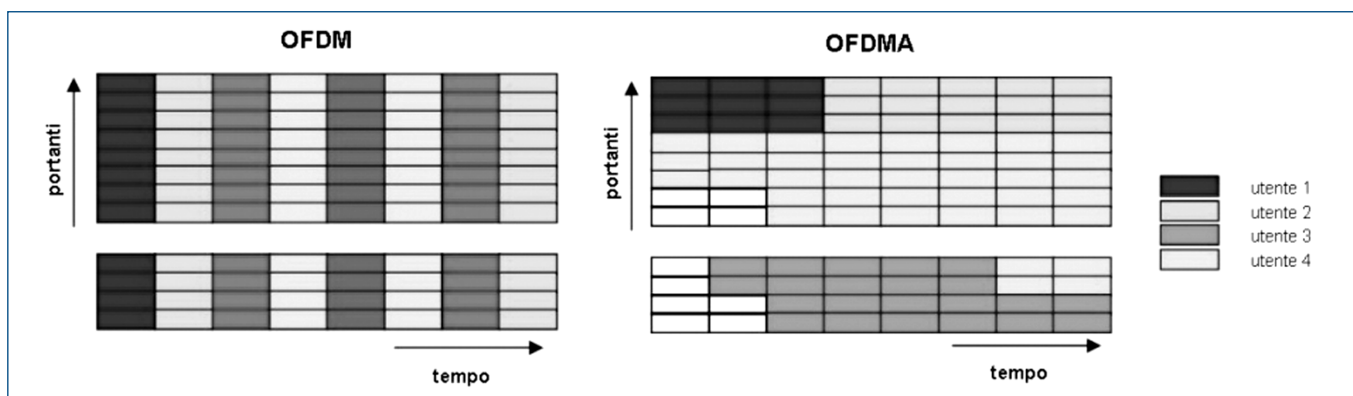 OFDM
portanti
tempo
OFDMA
portanti
tempo
utente 1
utente 2
utente 3
utente 4